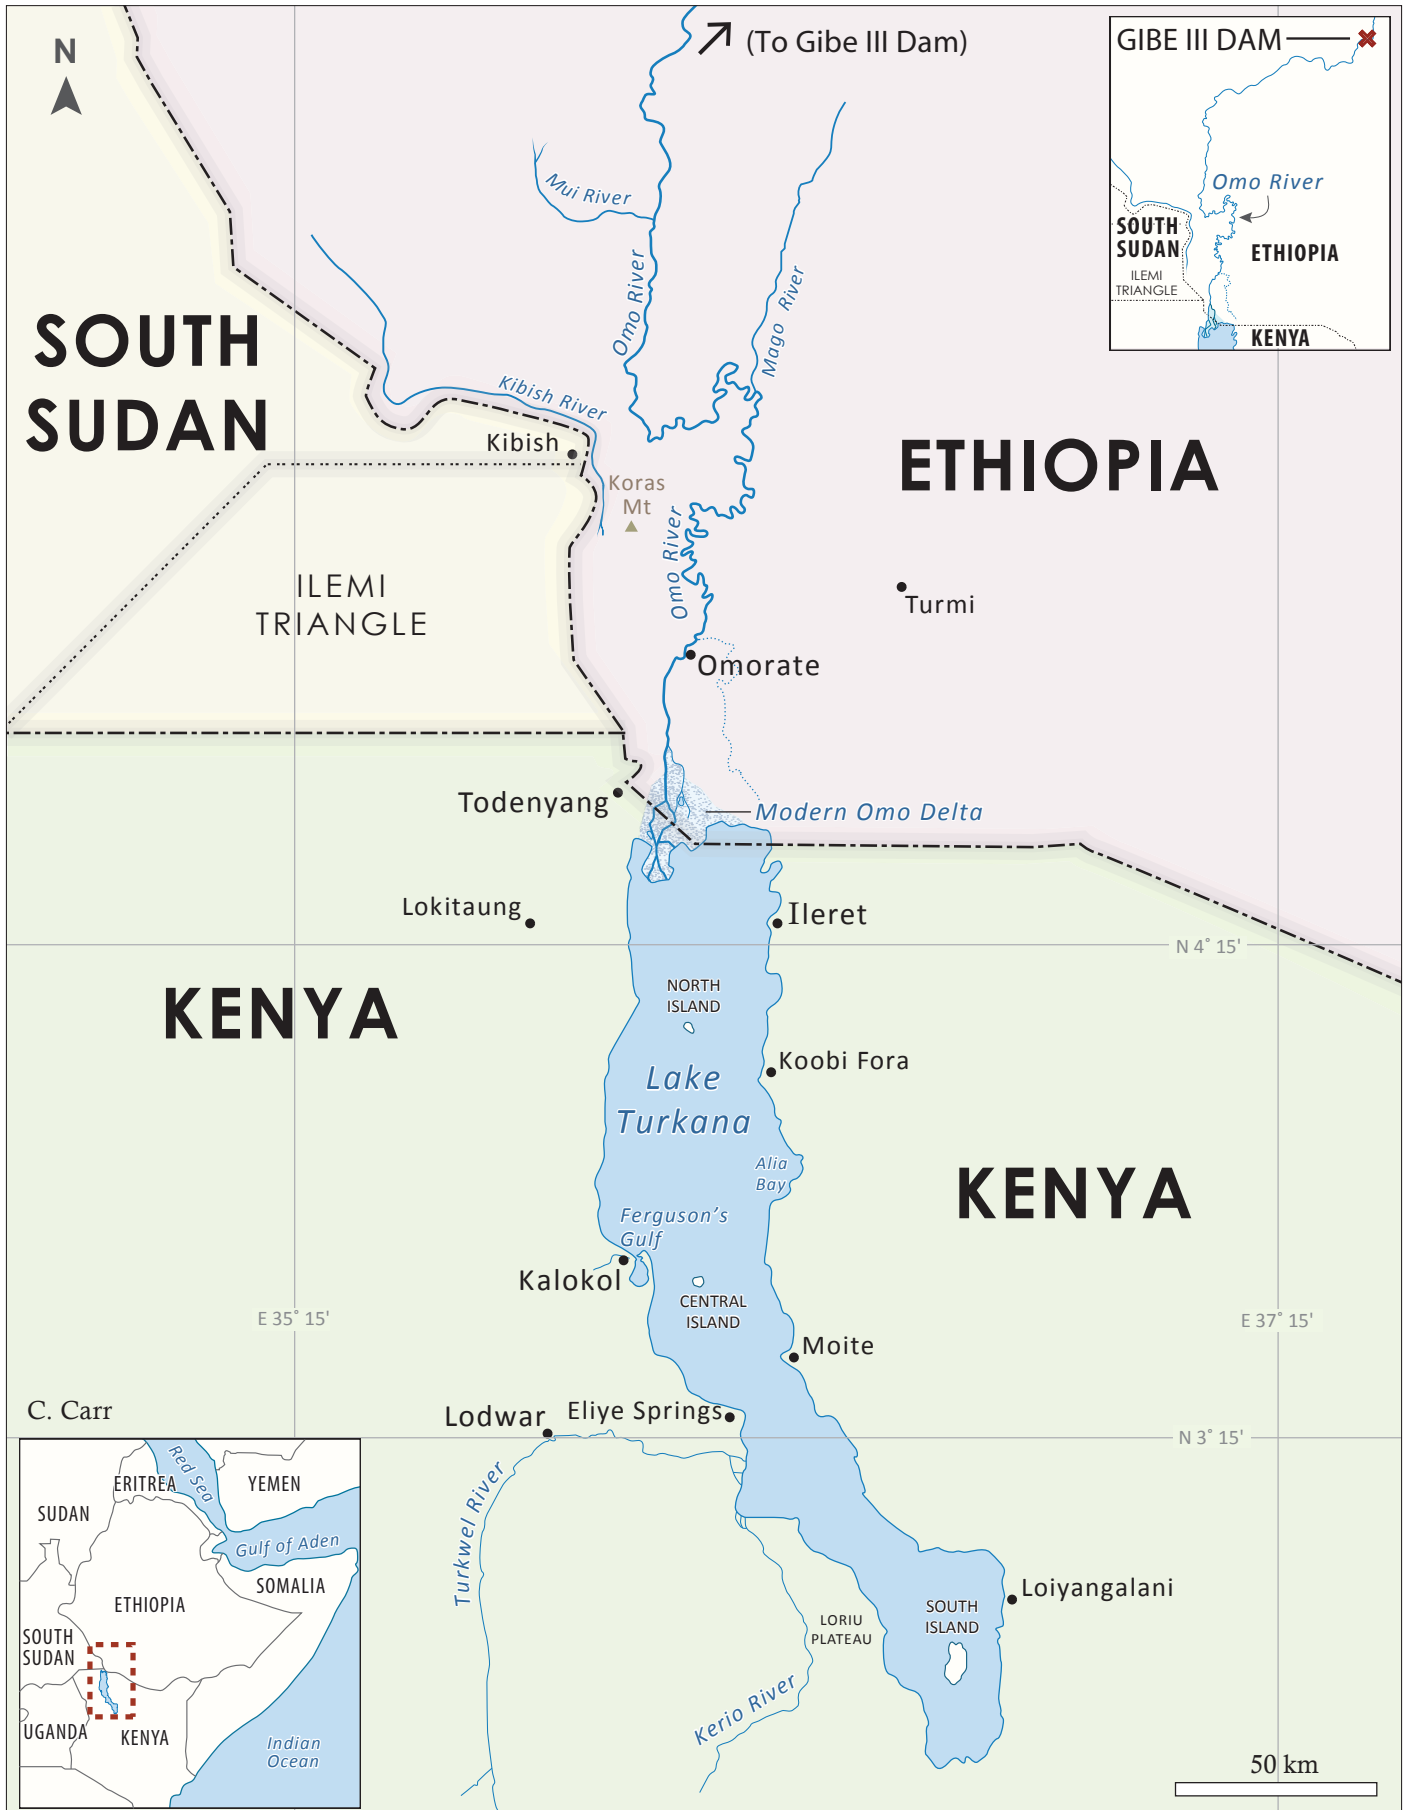 N
(To Gibe III Dam)
GIBE III DAM
Omo River
SOUTH
SUDAN
ETHIOPIA
ILEMI
TRIANGLE
KENYA
Mui River
Omo River
Mago River
SOUTH
SUDAN
Kibish River
Kibish
Koras
Mt
ETHIOPIA
Omo River
ILEMI
TRIANGLE
Turmi
Omorate
Todenyang
Modern Omo Delta
Lokitaung
Ileret
N 4° 15'
KENYA
NORTH
ISLAND
Koobi Fora
Lake
Turkana
Alia
Bay
KENYA
Ferguson's
Gulf
Kalokol
CENTRAL
ISLAND
E 35° 15'
E 37° 15'
Moite
C. Carr
Lodwar
Eliye Springs
N 3° 15'
Turkwel River
Loiyangalani
SOUTH
ISLAND
LORIU
PLATEAU
Kerio River
Red Sea
ERITREA
YEMEN
SUDAN
Gulf of Aden
SOMALIA
ETHIOPIA
SOUTH
SUDAN
UGANDA
KENYA
Indian
Ocean
50 km